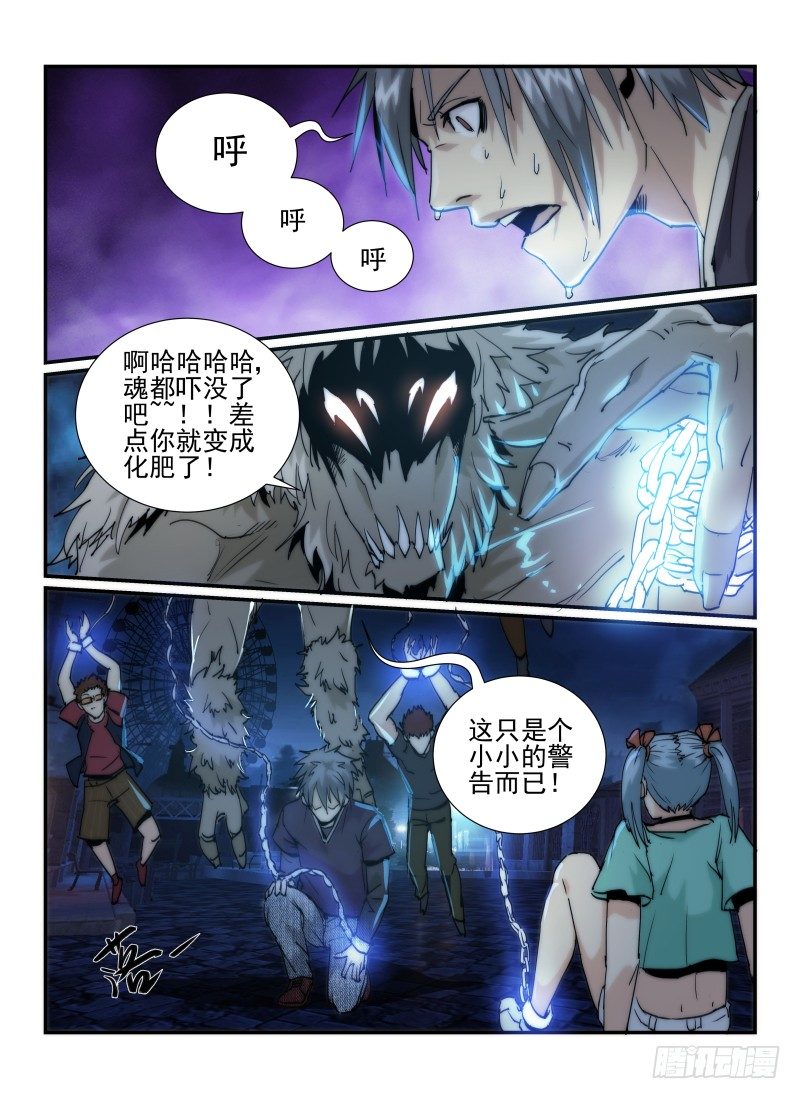 呼
呼
呼
啊哈哈哈哈,
魂都吓没了
吧~~！！差
点你就变成
化肥了！
这只是个
小小的警
告而已！
腾讯动漫